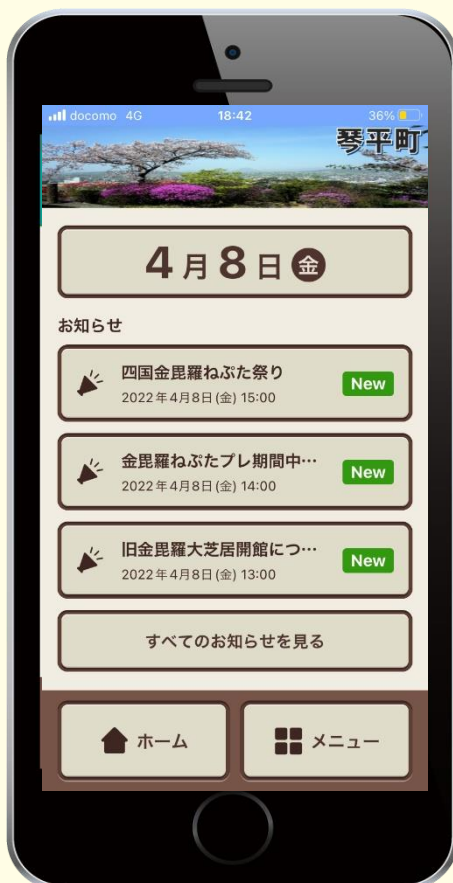 docomo 4G 18:42 36%
琴平町
4月8日 金
お知らせ
四国金毘羅ねぷた祭り
2022年4月8日(金) 15:00
New
金毘羅ねぷたプレ期間中…
2022年4月8日(金) 14:00
New
旧金毘羅大芝居開館につ…
2022年4月8日(金) 13:00
New
すべてのお知らせを見る
ホーム
メニュー